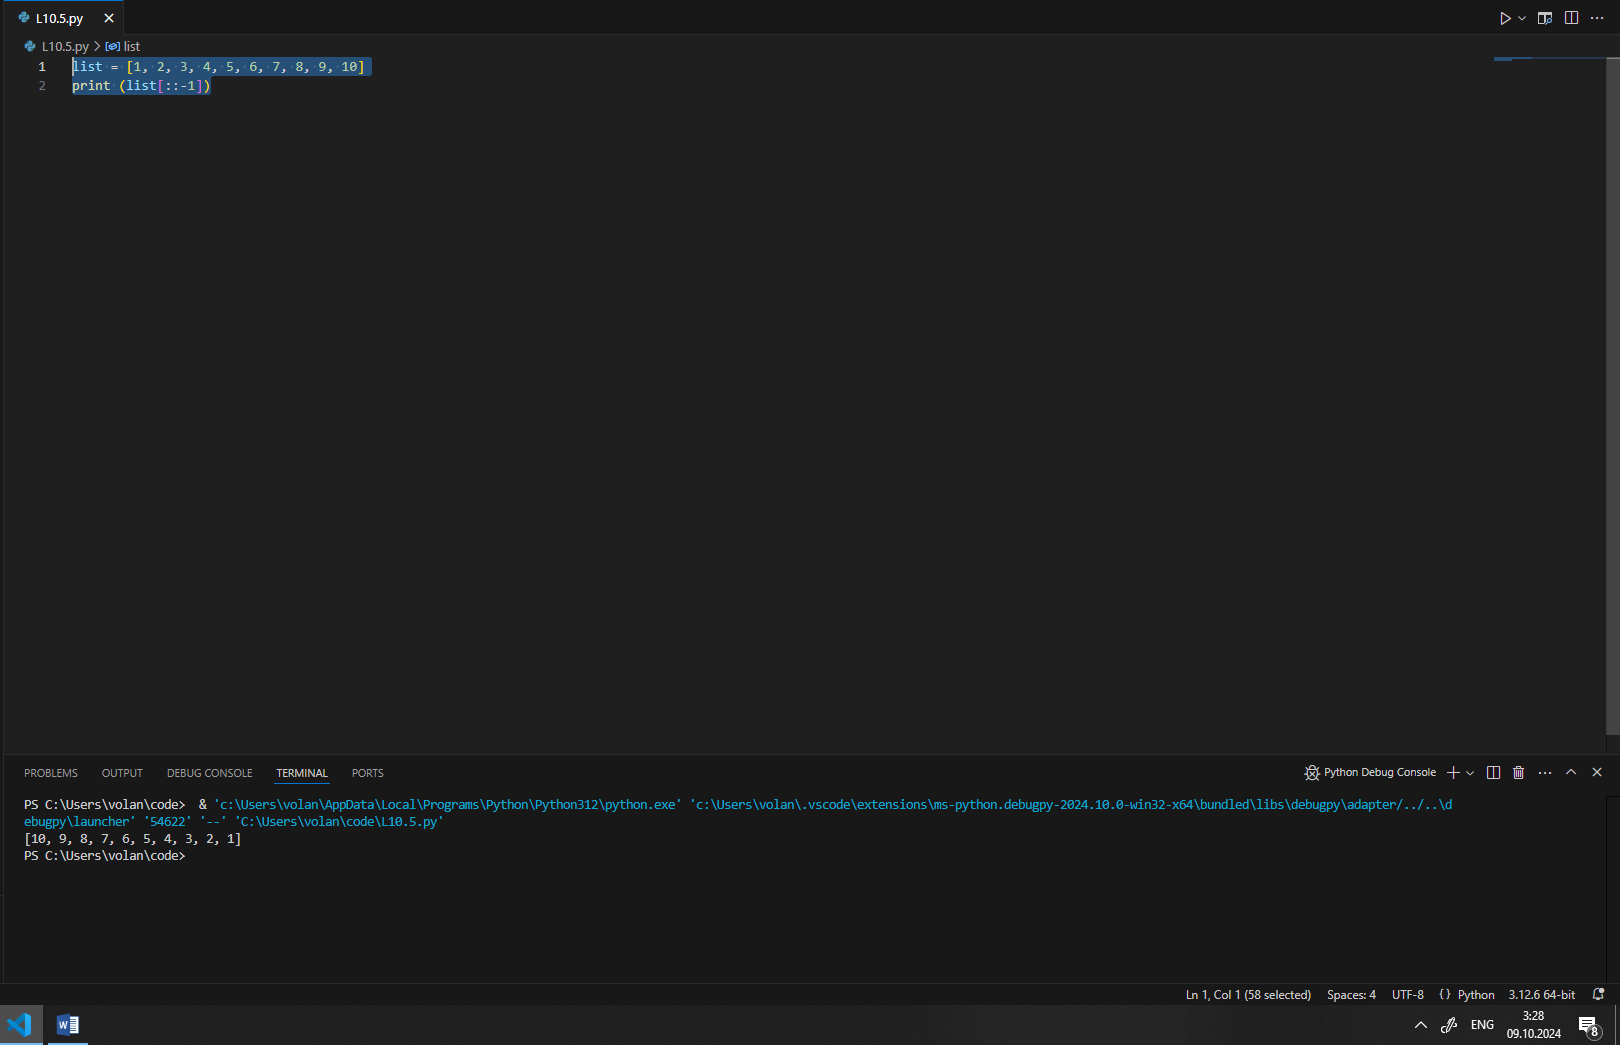 L10.5.py
L10.5.py > list
1 list = [1, 2, 3, 4, 5, 6, 7, 8, 9, 10]
2 print (list[::-1])
PROBLEMS OUTPUT DEBUG CONSOLE TERMINAL PORTS
Python Debug Console
PS C:\Users\volan\code>  & 'c:\Users\volan\AppData\Local\Programs\Python\Python312\python.exe' 'c:\Users\volan\.vscode\extensions\ms-python.debugpy-2024.10.0-win32-x64\bundled\libs\debugpy\adapter/../..\d
ebugpy\launcher' '54622' '--' 'C:\Users\volan\code\L10.5.py'
[10, 9, 8, 7, 6, 5, 4, 3, 2, 1]
PS C:\Users\volan\code>
Ln 1, Col 1 (58 selected) Spaces: 4 UTF-8 {} Python 3.12.6 64-bit
W
ENG
3:28
09.10.2024
8